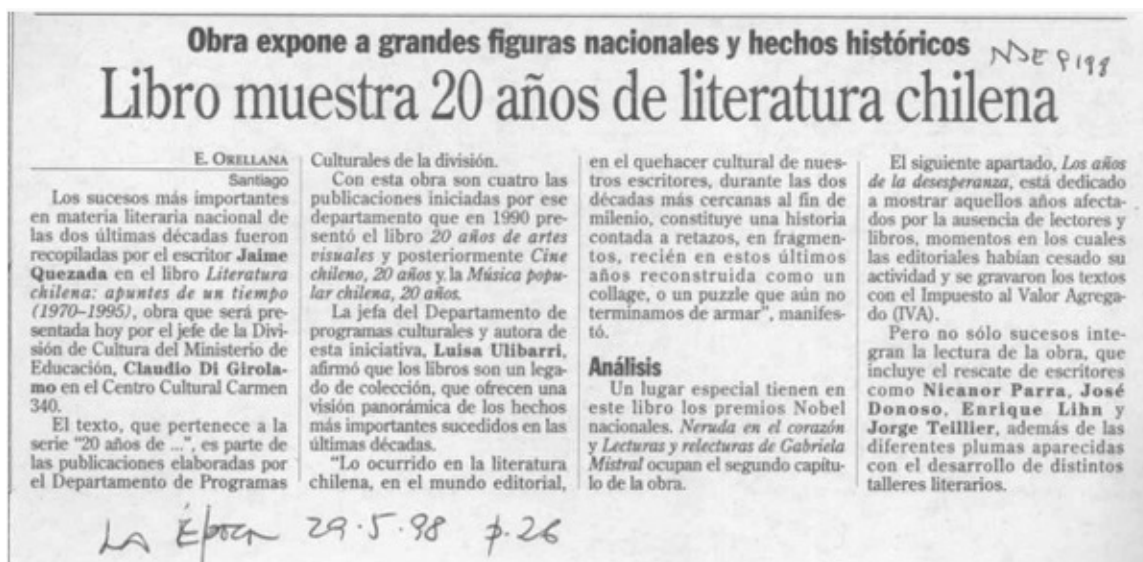 Obra expone a grandes figuras nacionales y hechos históricos
Libro muestra 20 años de literatura chilena
E. ORELLANA
Santiago
Los sucesos más importantes
en materia literaria nacional de
las dos últimas décadas fueron
recopiladas por el escritor Jaime
Quezada en el libro Literatura
chilena: apuntes de un tiempo
(1970-1995), obra que será pre-
sentada hoy por el jefe de la Divi-
sión de Cultura del Ministerio de
Educación, Claudio Di Girola-
mo en el Centro Cultural Carmen
340.
El texto, que pertenece a la
serie "20 años de ...", es parte de
las publicaciones elaboradas por
el Departamento de Programas
Culturales de la división.
Con esta obra son cuatro las
publicaciones iniciadas por ese
departamento que en 1990 pre-
sentó el libro 20 años de artes
visuales y posteriormente Cine
chileno, 20 años y la Música popu-
lar chilena, 20 años.
La jefa del Departamento de
programas culturales y autora de
esta iniciativa, Luisa Ulibarri,
afirmó que los libros son un lega-
do de colección, que ofrecen una
visión panorámica de los hechos
más importantes sucedidos en las
últimas décadas.
"Lo ocurrido en la literatura
chilena, en el mundo editorial,
en el quehacer cultural de nues-
tros escritores, durante las dos
décadas más cercanas al fin de
milenio, constituye una historia
contada a retazos, en fragmen-
tos, recién en estos últimos
años reconstruida como un
collage, o un puzzle que aún no
terminamos de armar", manifes-
tó.
Análisis
Un lugar especial tienen en
este libro los premios Nobel
nacionales. Neruda en el corazón
y Lecturas y relecturas de Gabriela
Mistral ocupan el segundo capítu-
lo de la obra.
El siguiente apartado, Los años
de la desesperanza, está dedicado
a mostrar aquellos años afecta-
dos por la ausencia de lectores y
libros, momentos en los cuales
las editoriales habían cesado su
actividad y se gravaron los textos
con el Impuesto al Valor Agrega-
do (IVA).
Pero no sólo sucesos inte-
gran la lectura de la obra, que
incluye el rescate de escritores
como Nicanor Parra, José
Donoso, Enrique Lihn y
Jorge Teillier, además de las
diferentes plumas aparecidas
con el desarrollo de distintos
talleres literarios.
La Época 29.5.98 p.26